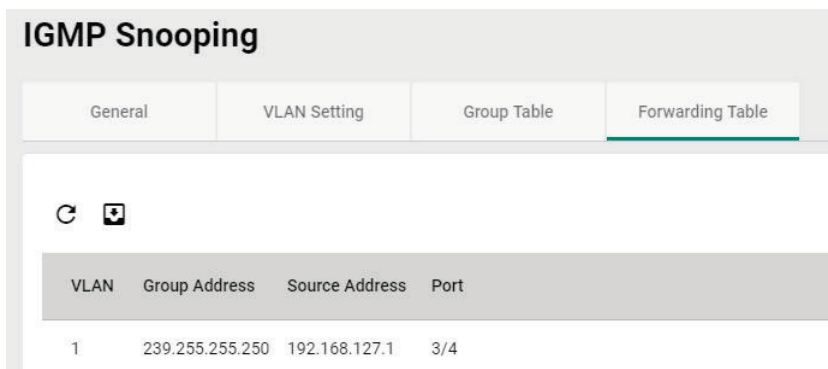 IGMP Snooping
General VLAN Setting Group Table Forwarding Table
VLAN Group Address Source Address Port
1 239.255.255.250 192.168.127.1 3/4